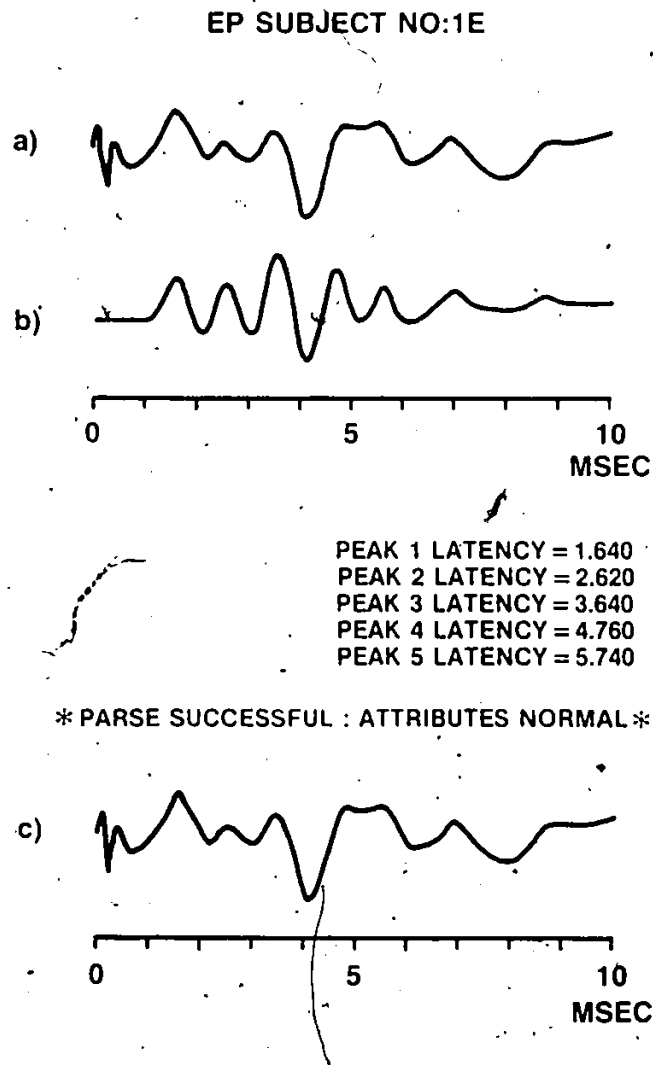 EP SUBJECT NO:1E
a)
b)
0 5 10
MSEC
PEAK 1 LATENCY = 1.640
PEAK 2 LATENCY = 2.620
PEAK 3 LATENCY = 3.640
PEAK 4 LATENCY = 4.760
PEAK 5 LATENCY = 5.740
* PARSE SUCCESSFUL : ATTRIBUTES NORMAL *
c)
0 5 10
MSEC